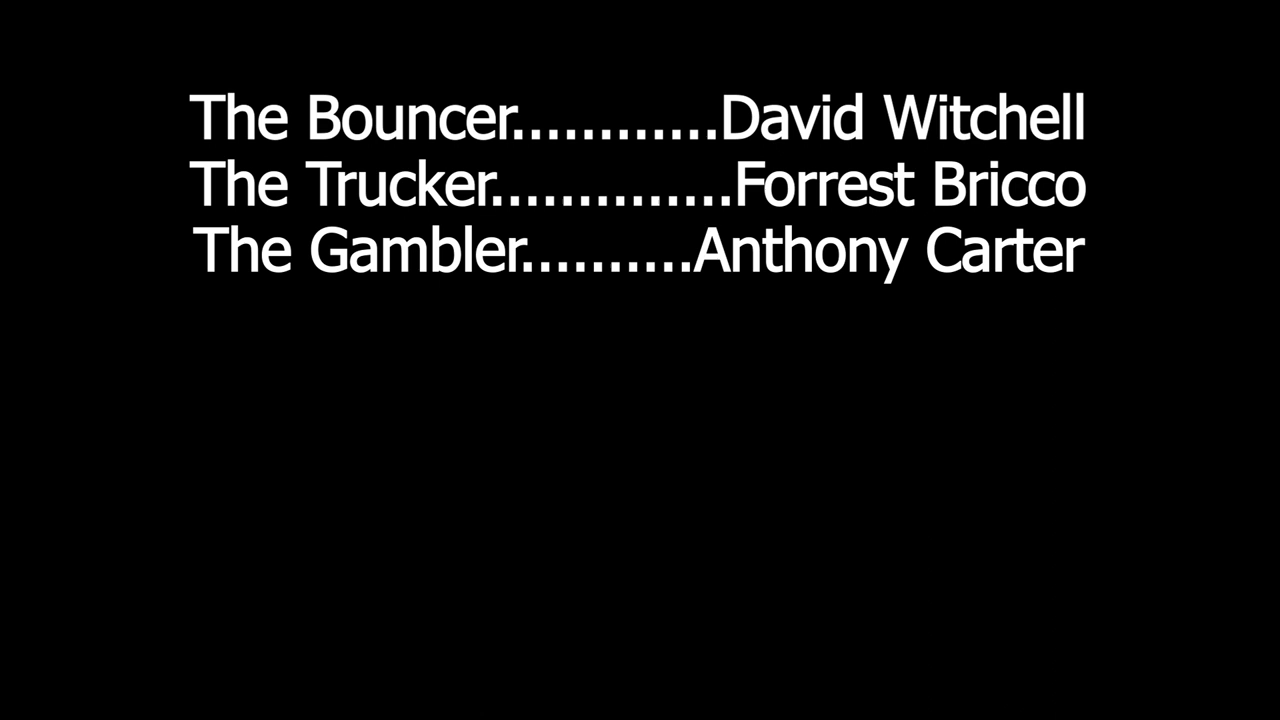 The Bouncer............David Witchell
The Trucker..............Forrest Bricco
The Gambler..........Anthony Carter